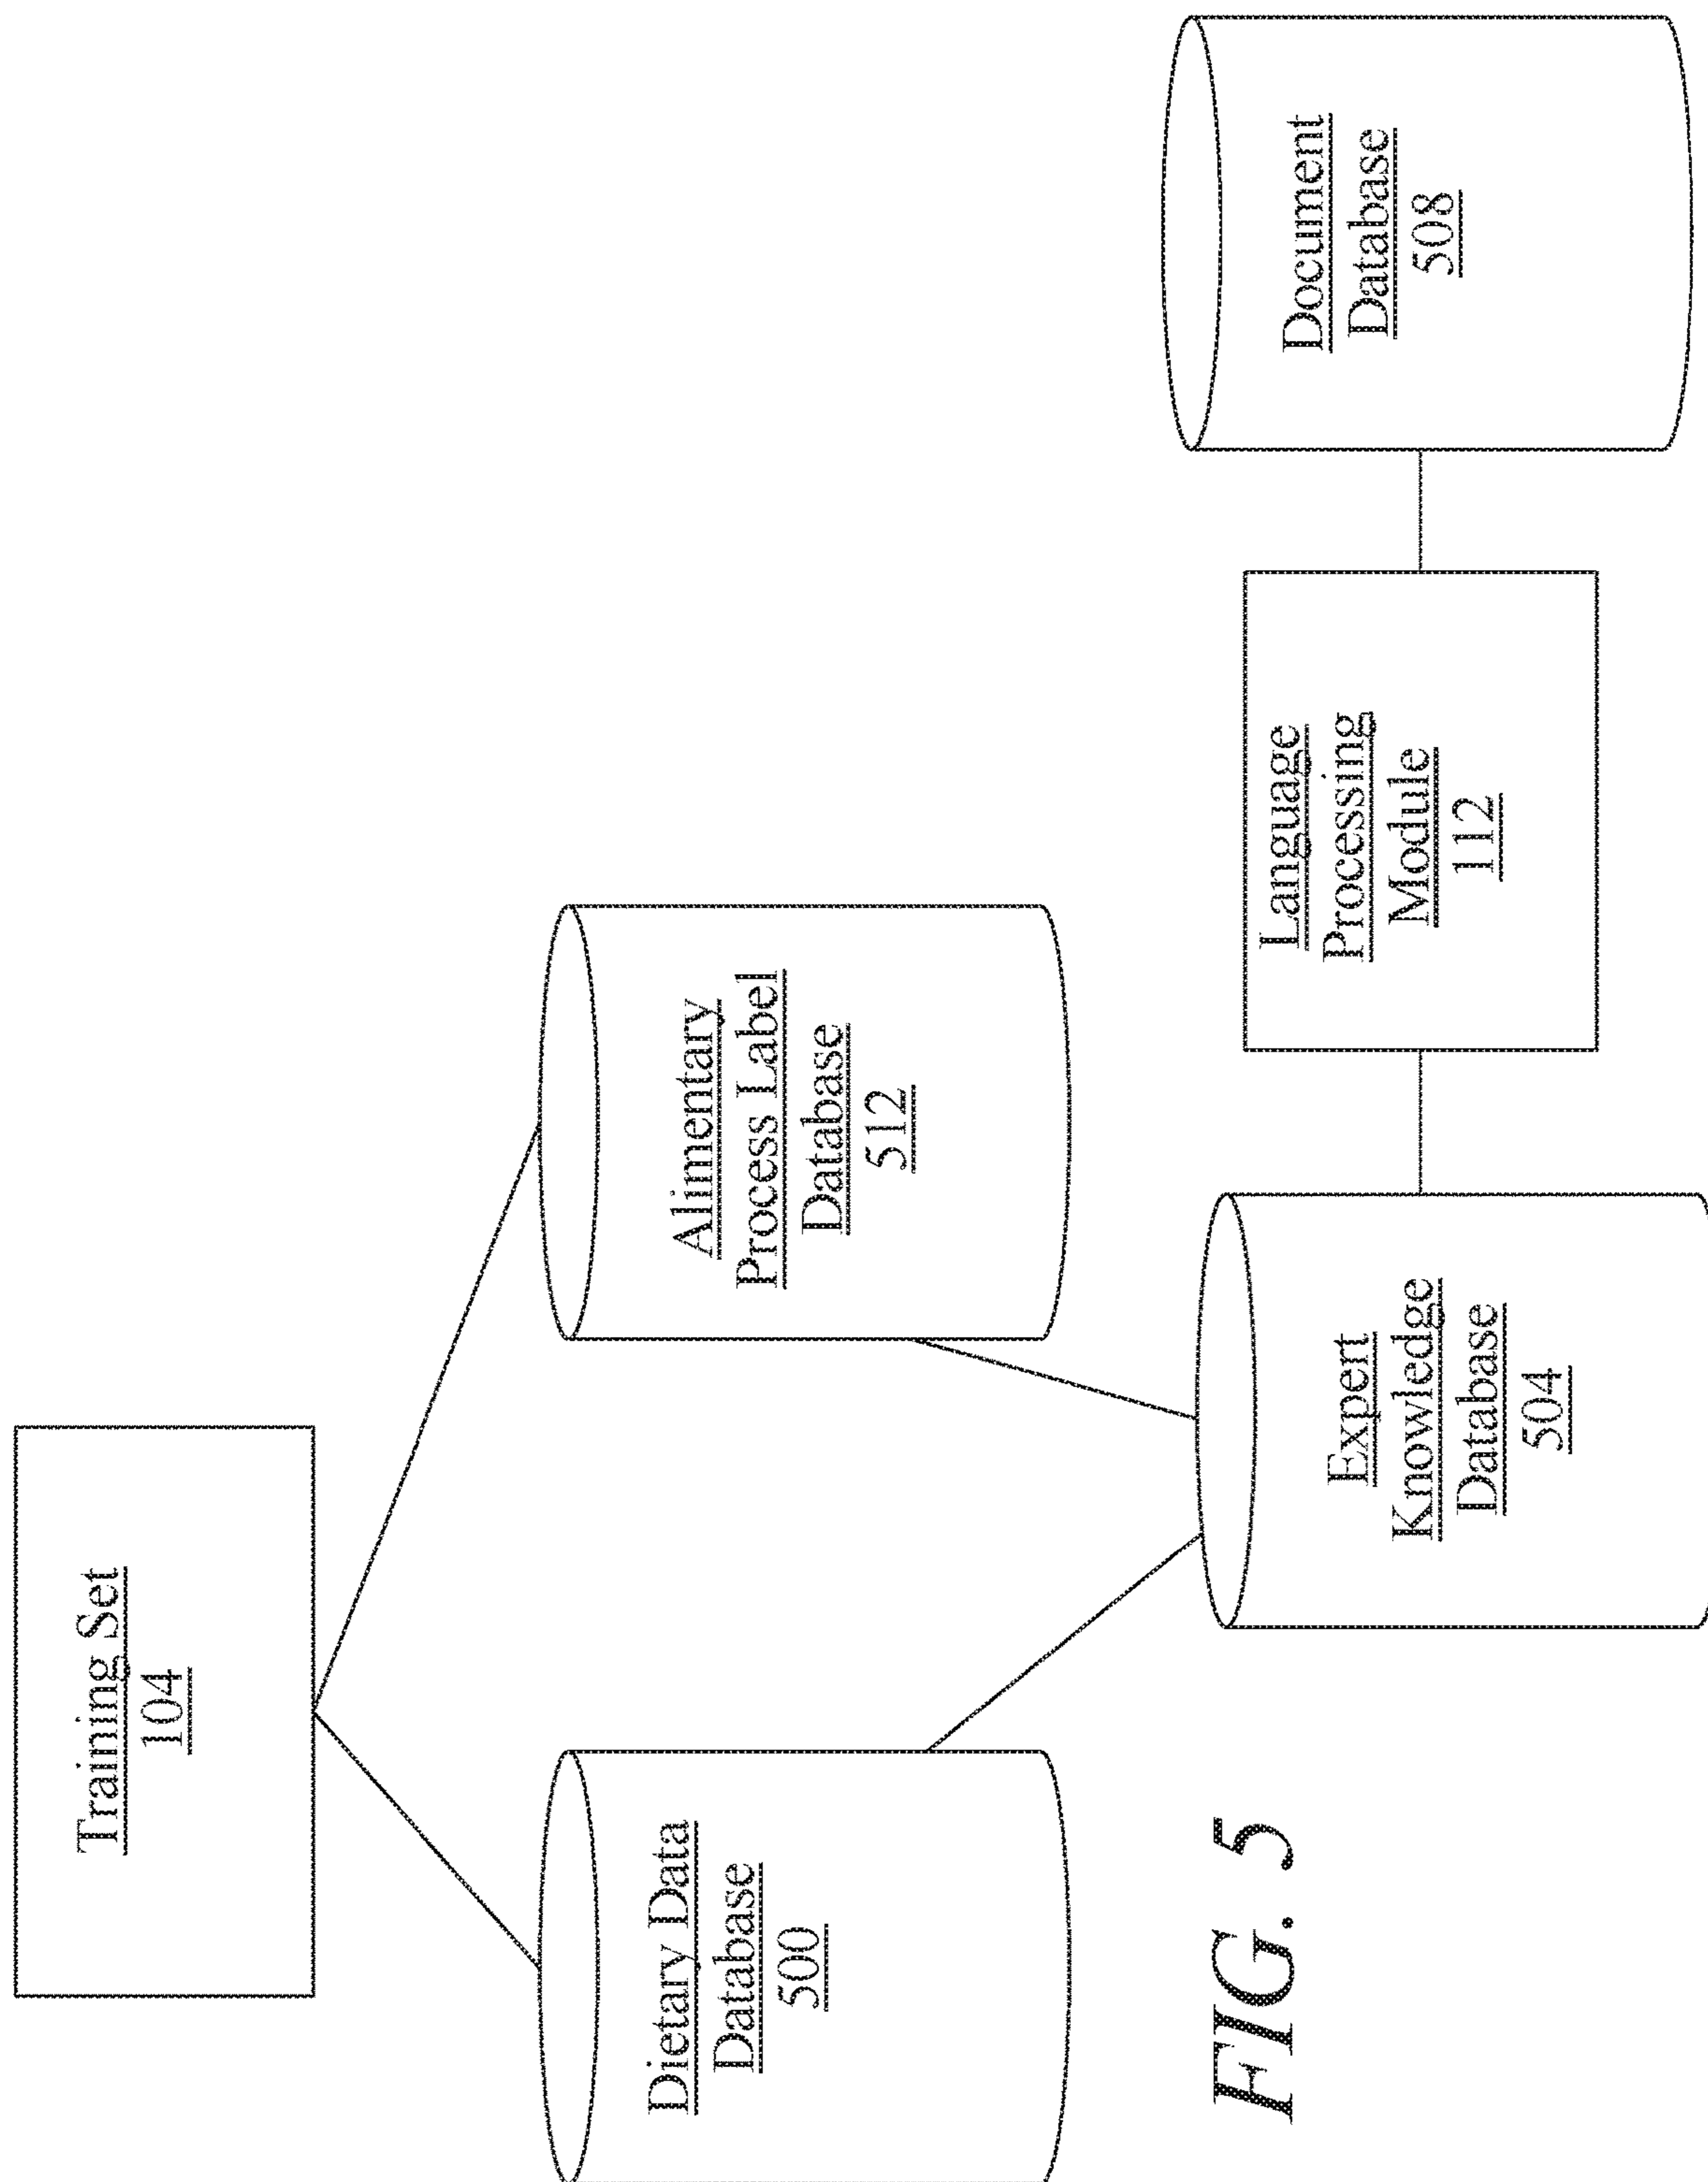 Training Set
104
Dietary Data
Database
500
Alimentary
Process Label
Database
512
Expert
Knowledge
Database
504
Language
Processing
Module
112
Document
Database
508
FIG. 5